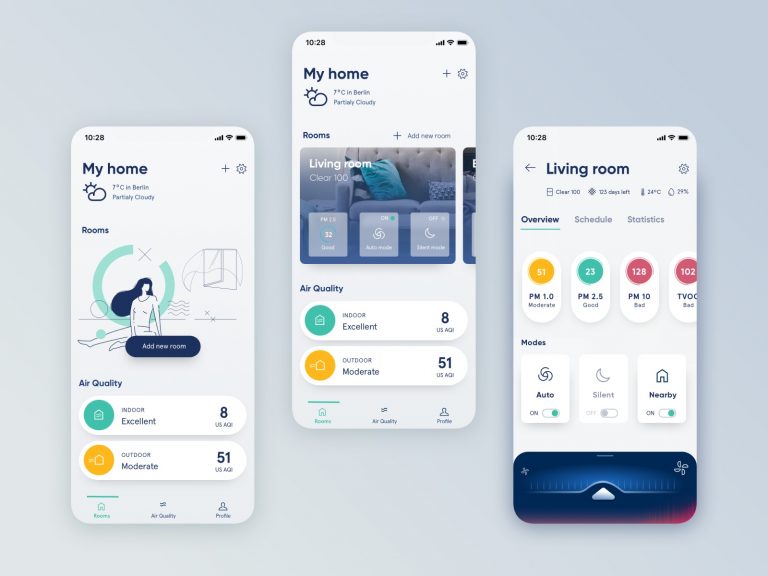 10:28
My home
7°C in Berlin
Partialy Cloudy
Rooms
Add new room
Air Quality
INDOOR
Excellent
8
US AQI
OUTDOOR
Moderate
51
US AQI
Rooms
Air Quality
Profile
10:28
My home
7°C in Berlin
Partialy Cloudy
Rooms
Add new room
Living room
Clear 100
PM 2.5
32
Good
ON
Auto mode
OFF
Silent mode
Air Quality
INDOOR
Excellent
8
US AQI
OUTDOOR
Moderate
51
US AQI
Rooms
Air Quality
Profile
10:28
Living room
Clear 100
123 days left
24°C
29%
Overview
Schedule
Statistics
51
PM 1.0
Moderate
23
PM 2.5
Good
128
PM 10
Bad
102
TVOC
Bad
Modes
Auto
ON
Silent
OFF
Nearby
ON